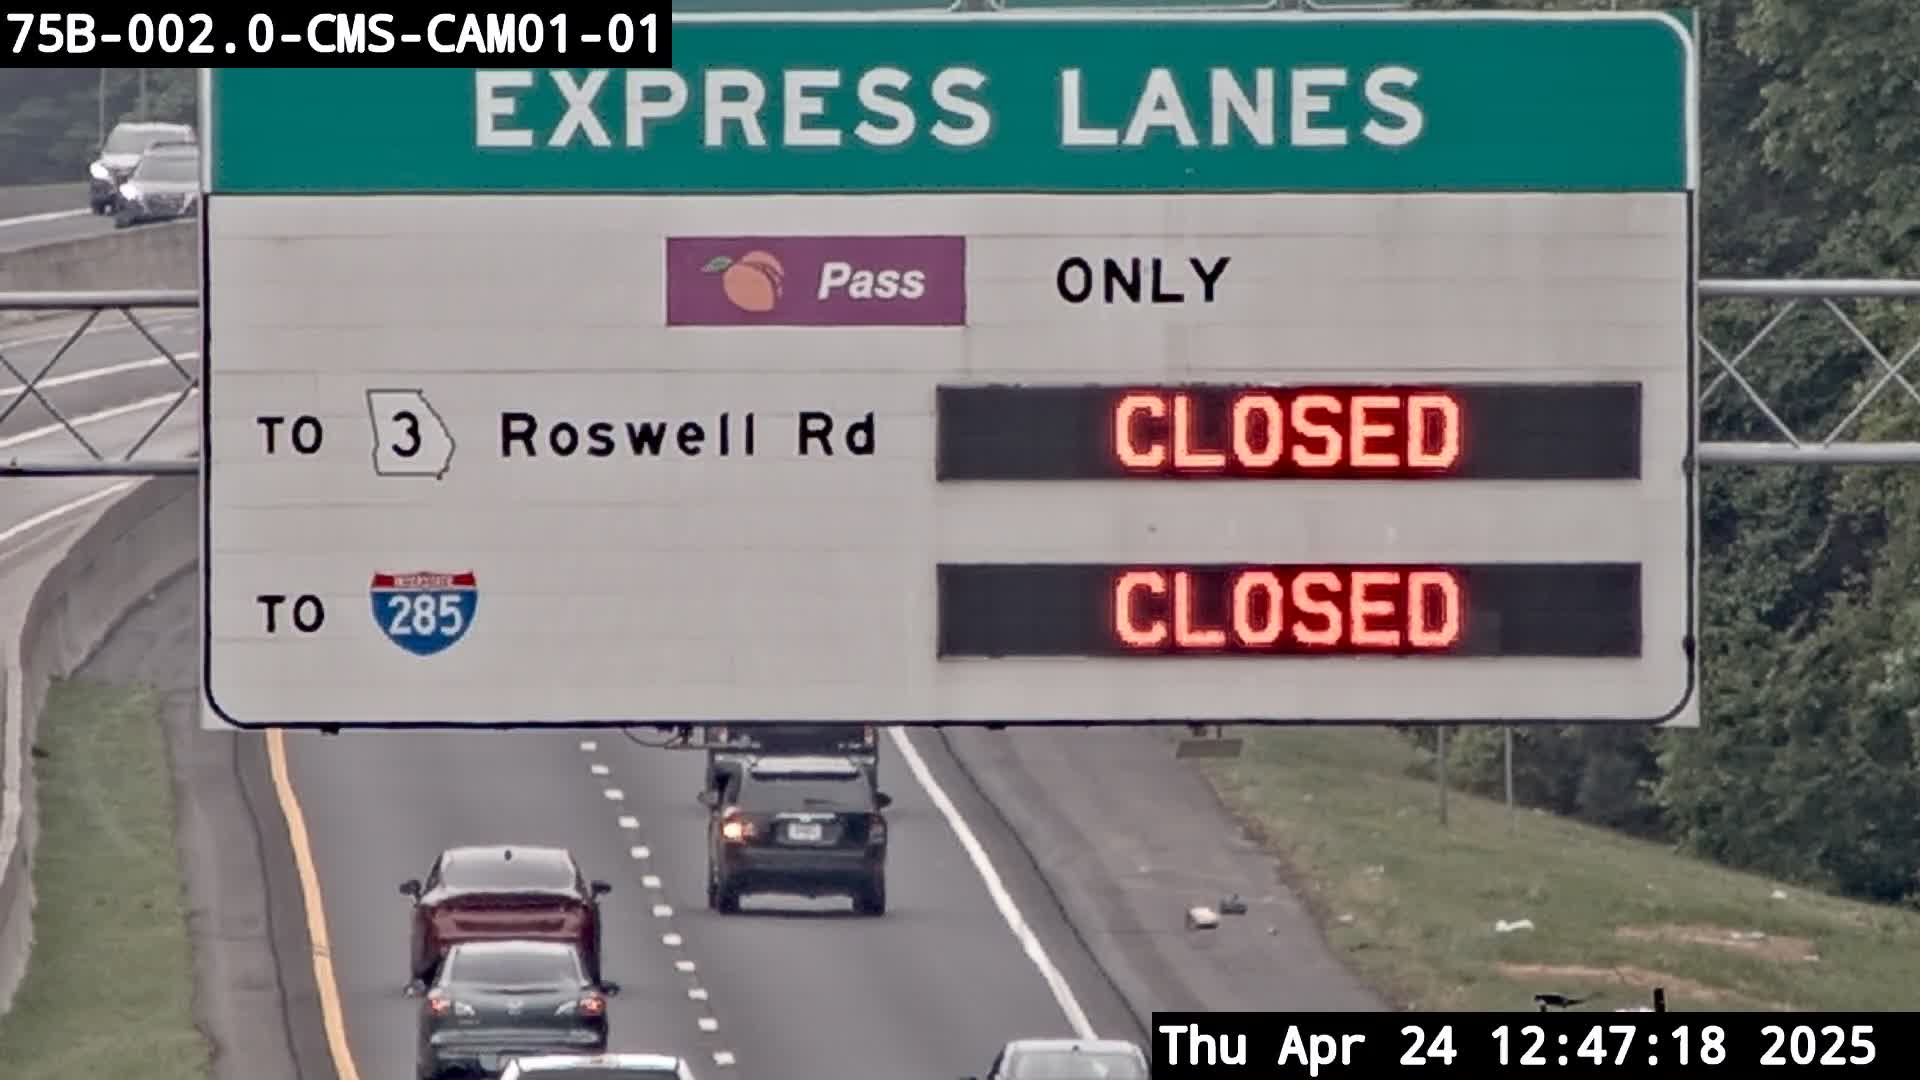 75B-002.0-CMS-CAM01-01
EXPRESS LANES
Pass ONLY
TO 3 Roswell Rd CLOSED
TO INTERSTATE 285 CLOSED
Thu Apr 24 12:47:18 2025